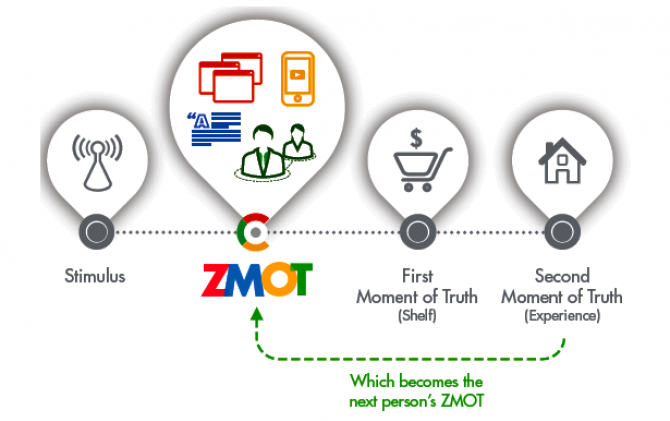 “A
$
Stimulus
ZMOT
First
Moment of Truth
(Shelf)
Second
Moment of Truth
(Experience)
Which becomes the
next person's ZMOT